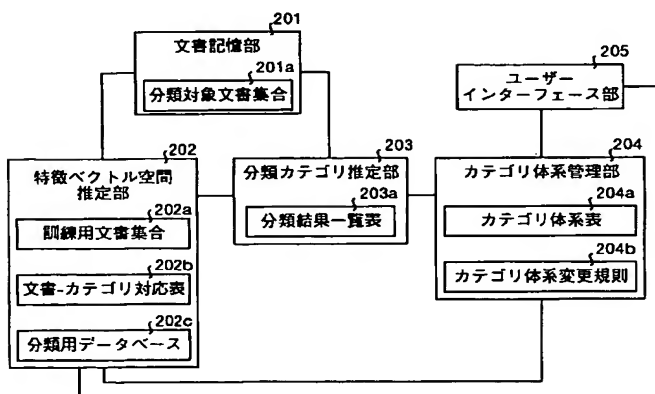 201
文書記憶部
201a
分類対象文書集合
205
ユーザー
インターフェース部
202
特徴ベクトル空間
推定部
202a
訓練用文書集合
202b
文書-カテゴリ対応表
202c
分類用データベース
203
分類カテゴリ推定部
203a
分類結果一覧表
204
カテゴリ体系管理部
204a
カテゴリ体系表
204b
カテゴリ体系変更規則